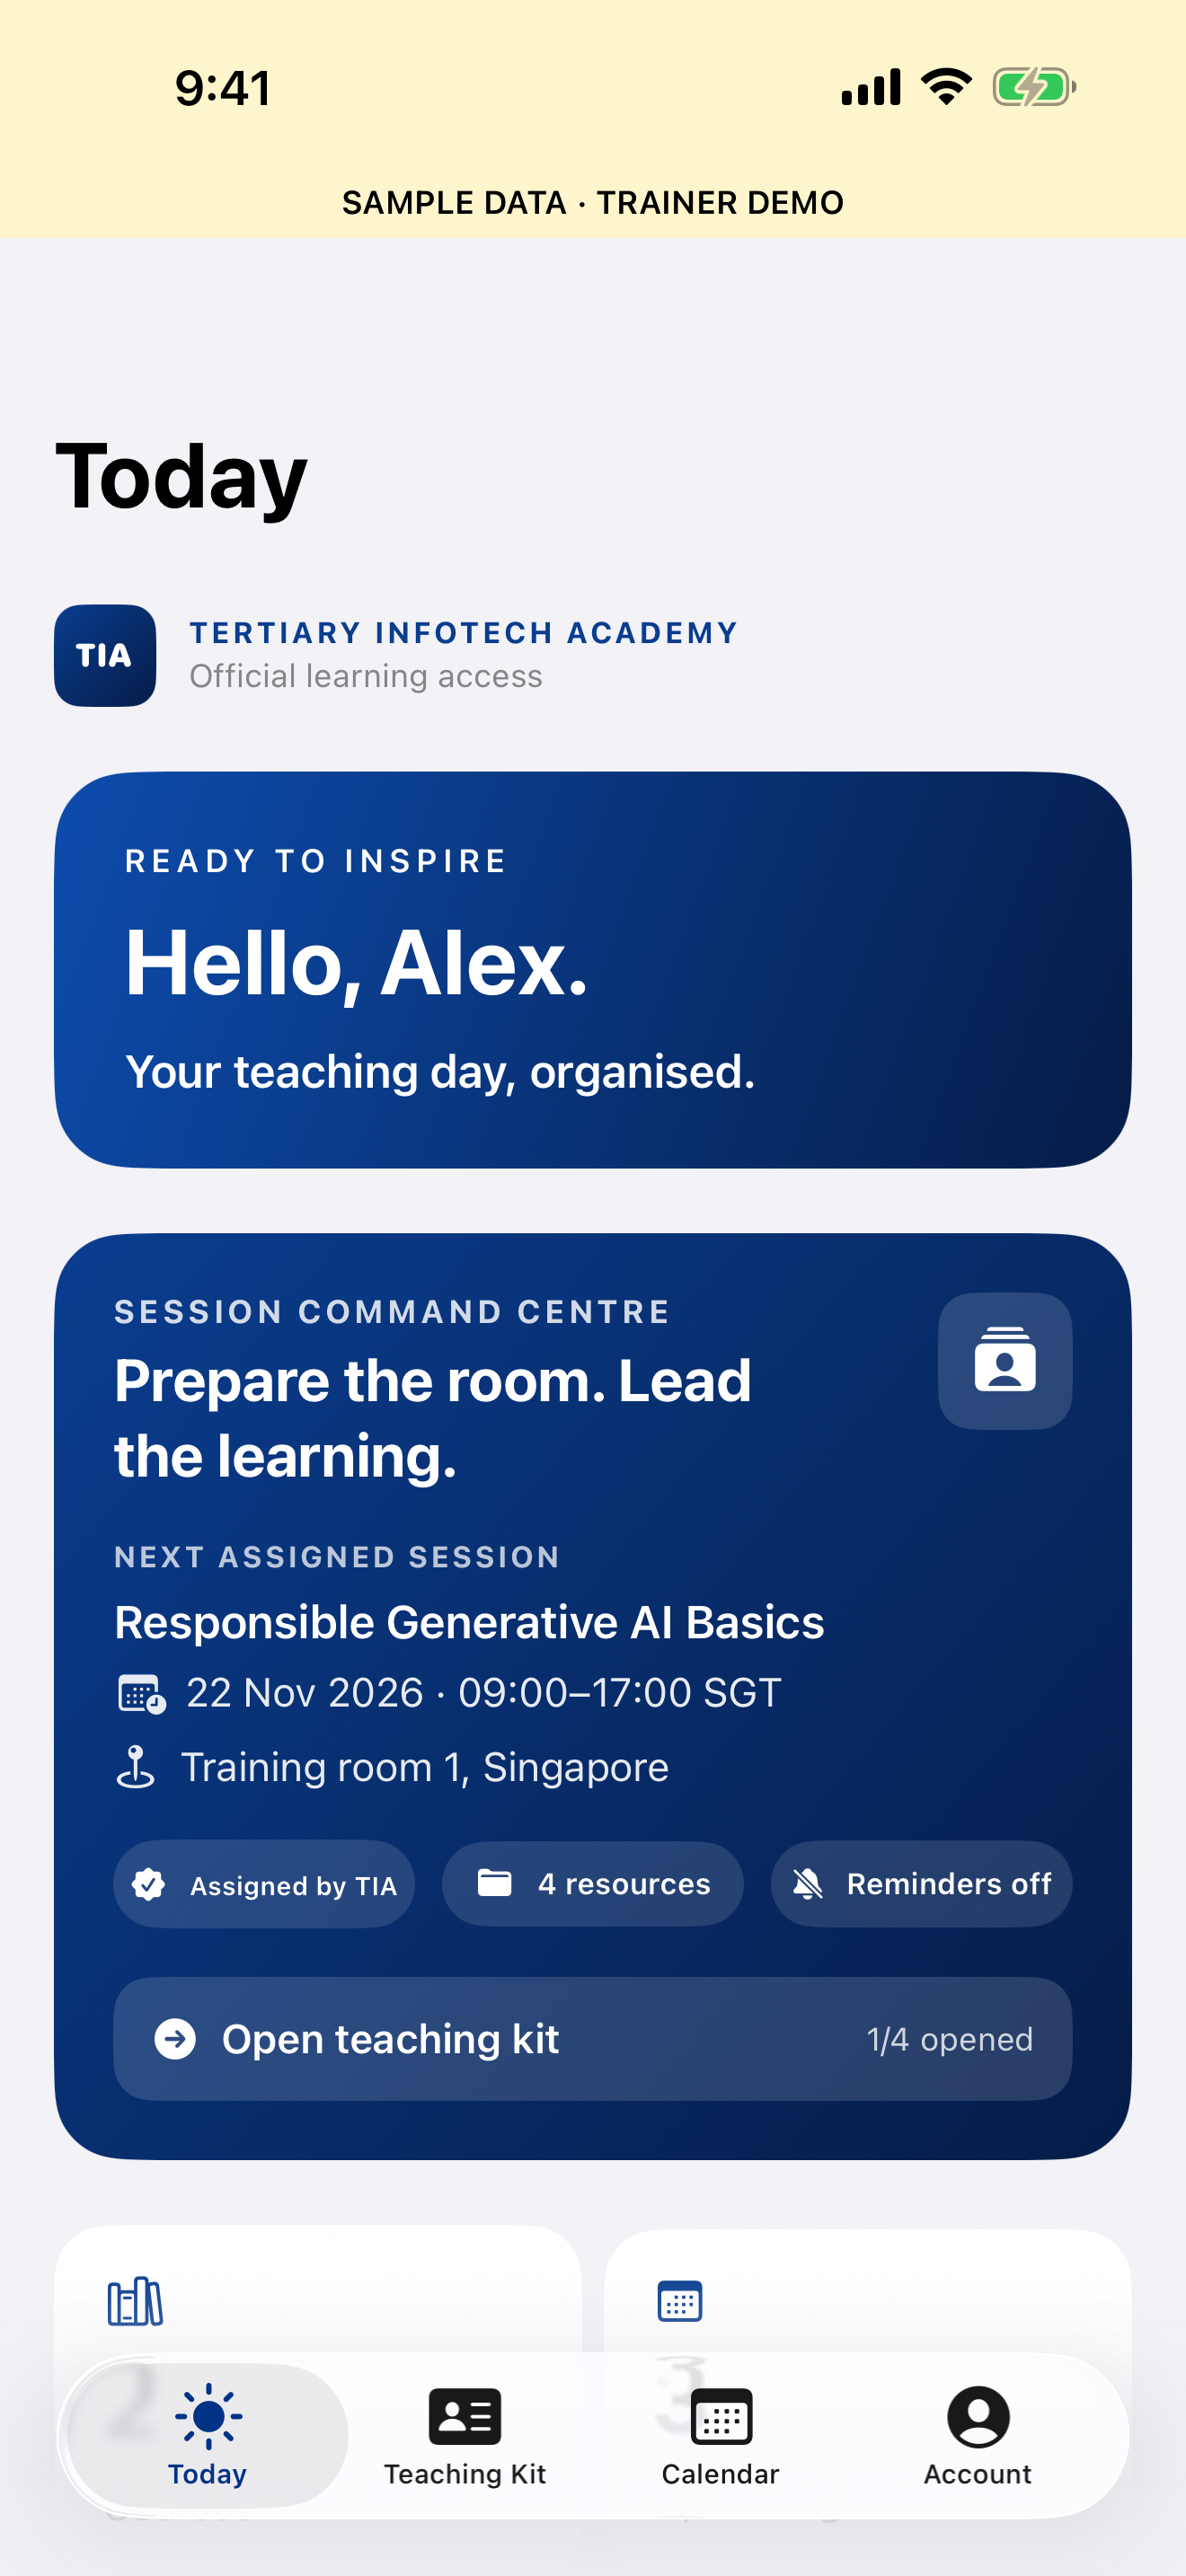 9:41
SAMPLE DATA · TRAINER DEMO
Today
TIA
TERTIARY INFOTECH ACADEMY
Official learning access
READY TO INSPIRE
Hello, Alex.
Your teaching day, organised.
SESSION COMMAND CENTRE
Prepare the room. Lead
the learning.
NEXT ASSIGNED SESSION
Responsible Generative AI Basics
22 Nov 2026 · 09:00–17:00 SGT
Training room 1, Singapore
Assigned by TIA
4 resources
Reminders off
Open teaching kit
1/4 opened
2
3
Today
Teaching Kit
Calendar
Account